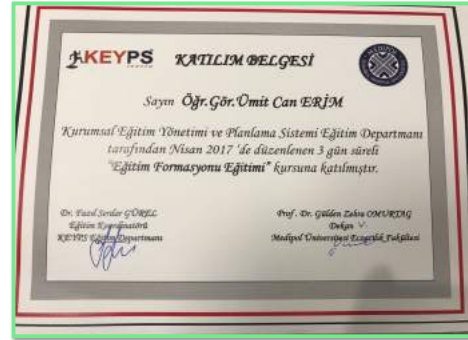 KEYPS
KATILIM BELGESİ
MEDİPOL
Sayın Öğr.Gör.Ümit Can ERİM
Kurumsal Eğitim Yönetimi ve Planlama Sistemi Eğitim Departmanı
tarafından Nisan 2017 'de düzenlenen 3 gün süreli
"Eğitim Formasyonu Eğitimi" kursuna katılmıştır.
Dr. Fazıl Serdar GÜREL
Eğitim Koordinatörü
KEYPS Eğitim Departmanı
Prof. Dr. Gülden Zehra OMURTAG
Dekan
Medipol Üniversitesi Eczacılık Fakültesi